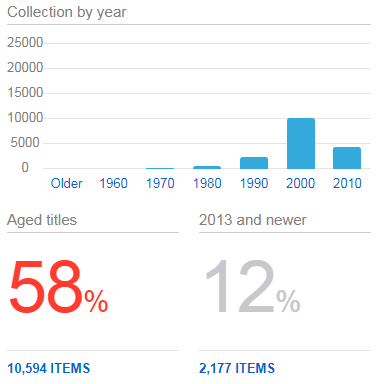 Collection by year
25000
20000
15000
10000
5000
0
Older 1960 1970 1980 1990 2000 2010
Aged titles 2013 and newer
58% 12%
10,594 ITEMS 2,177 ITEMS